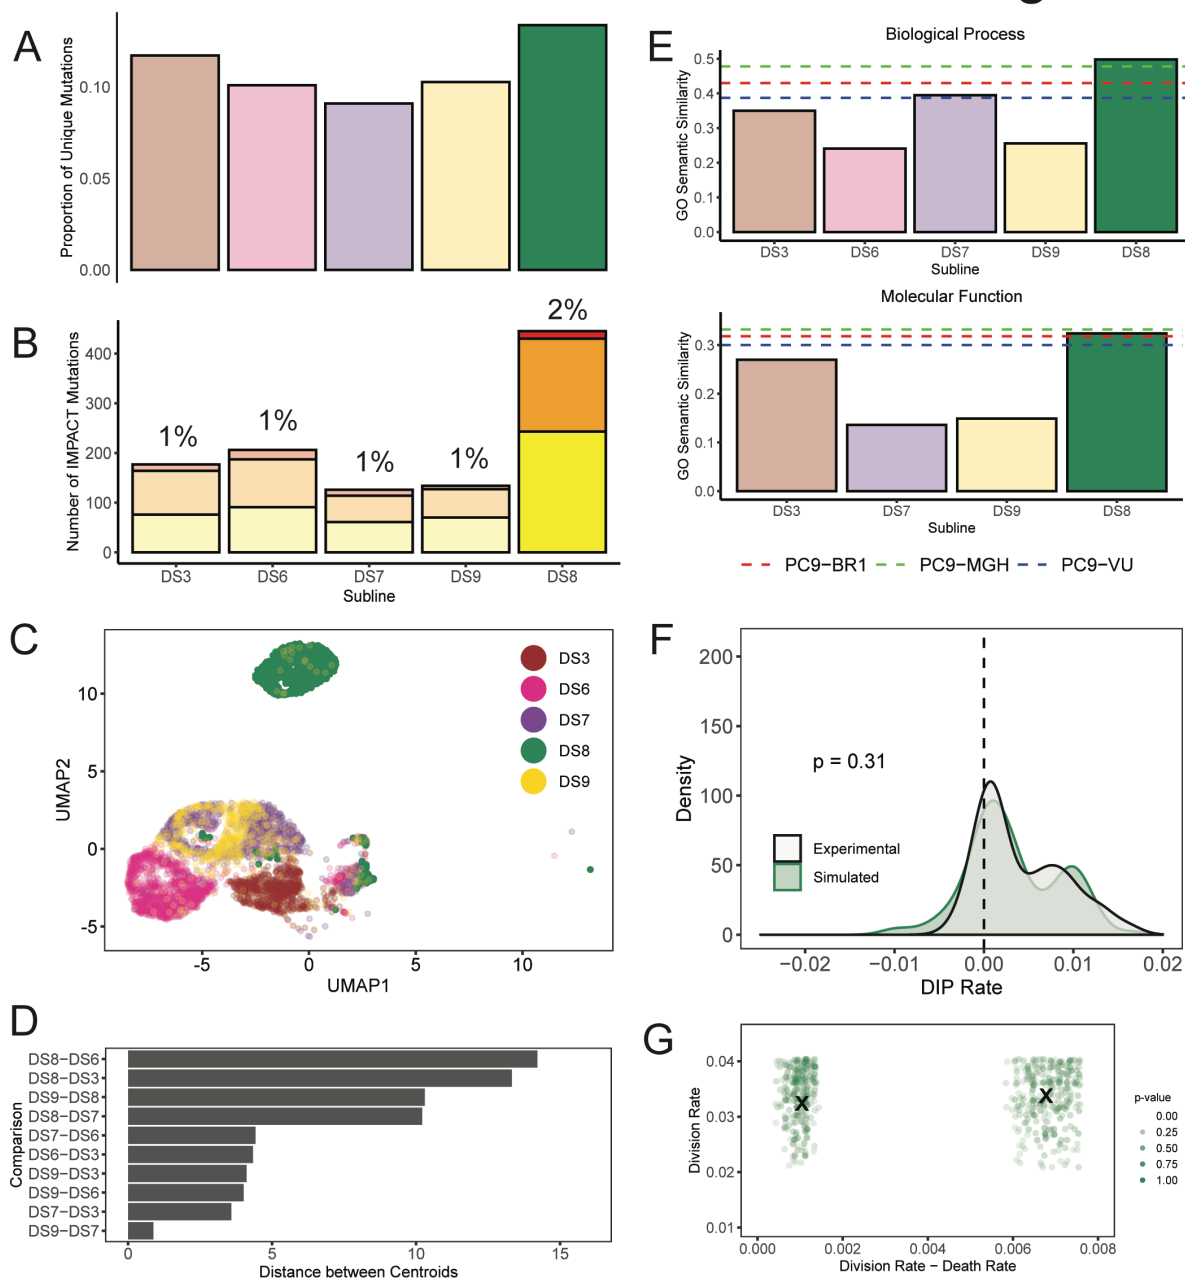 A
Proportion of Unique Mutations
0.10
0.05
0.00
B
Number of IMPACT Mutations
400
300
200
100
0
1%
1%
1%
1%
2%
DS3 DS6 DS7 DS9 DS8
Subline
C
UMAP2
10
5
0
-5
DS3
DS6
DS7
DS8
DS9
-5 0 5 10
UMAP1
D
Comparison
DS8−DS6
DS8−DS3
DS9−DS8
DS8−DS7
DS7−DS6
DS6−DS3
DS9−DS3
DS9−DS6
DS7−DS3
DS9−DS7
0 5 10 15
Distance between Centroids
E
Biological Process
GO Semantic Similarity
0.5
0.4
0.3
0.2
0.1
0.0
DS3 DS6 DS7 DS9 DS8
Subline
Molecular Function
GO Semantic Similarity
0.3
0.2
0.1
0.0
DS3 DS7 DS9 DS8
Subline
PC9−BR1 PC9−MGH PC9−VU
F
Density
200
150
100
50
0
p = 0.31
Experimental
Simulated
−0.02 −0.01 0.00 0.01 0.02
DIP Rate
G
Division Rate
0.04
0.03
0.02
0.01
X X
0.000 0.002 0.004 0.006 0.008
Division Rate − Death Rate
p-value
0.00
0.25
0.50
0.75
1.00